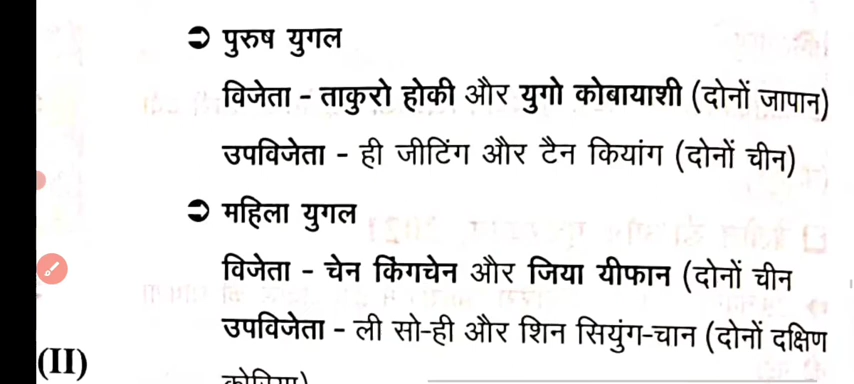 ➲ पुरुष युगल
विजेता - ताकुरो होकी और युगो कोबायाशी (दोनों जापान)
उपविजेता - ही जीटिंग और टैन कियांग (दोनों चीन)
➲ महिला युगल
विजेता - चेन किंगचेन और जिया यीफान (दोनों चीन
उपविजेता - ली सो-ही और शिन सियुंग-चान (दोनों दक्षिण
(II)
कोरिया)